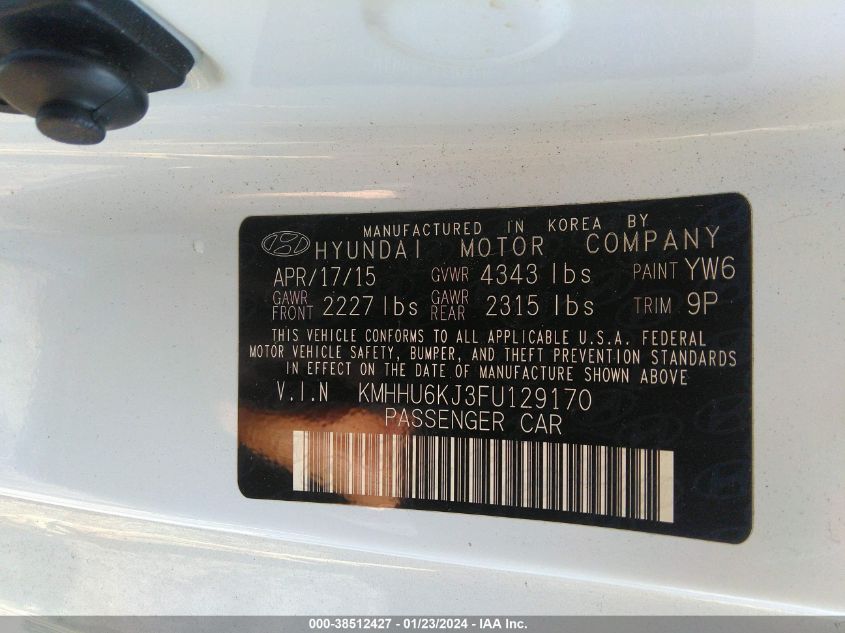 MANUFACTURED IN KOREA BY
HYUNDAI MOTOR COMPANY
APR/17/15 GVWR 4343 lbs PAINT YW6
GAWR FRONT 2227 lbs GAWR REAR 2315 lbs TRIM 9P
THIS VEHICLE CONFORMS TO ALL APPLICABLE U.S.A. FEDERAL
MOTOR VEHICLE SAFETY, BUMPER, AND THEFT PREVENTION STANDARDS
IN EFFECT ON THE DATE OF MANUFACTURE SHOWN ABOVE
V.I.N KMHHU6KJ3FU129170
PASSENGER CAR
000-38512427 - 01/23/2024 - IAA Inc.